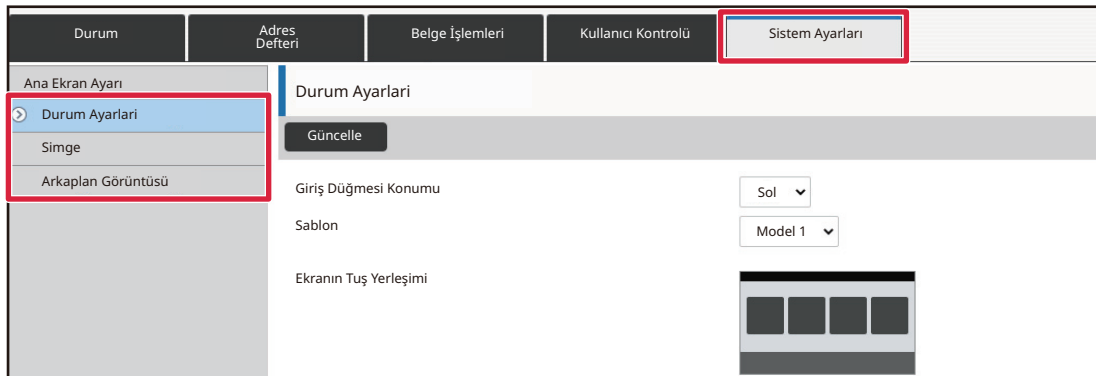 Durum
Adres
Defteri
Belge İşlemleri
Kullanıcı Kontrolü
Sistem Ayarları
Ana Ekran Ayarı
Durum Ayarlari
Simge
Arkaplan Görüntüsü
Durum Ayarlari
Güncelle
Giriş Düğmesi Konumu
Sol
Sablon
Model 1
Ekranın Tuş Yerleşimi